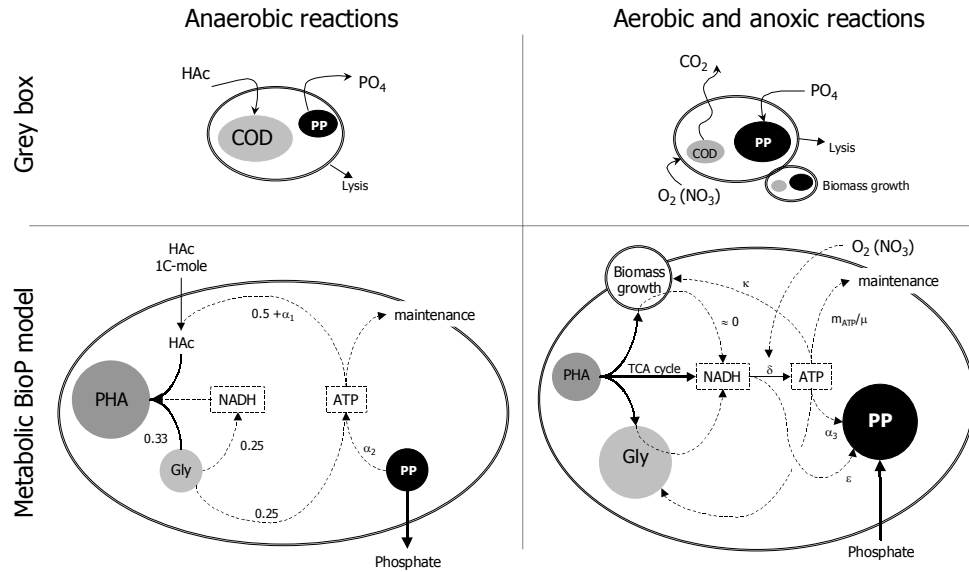 Anaerobic reactions
Aerobic and anoxic reactions
Grey box
HAc
PO4
COD
PP
Lysis
CO2
PO4
COD
PP
Lysis
O2 (NO3)
Biomass growth
Metabolic BioP model
HAc
1C-mole
0.5 +α1
maintenance
HAc
PHA
NADH
ATP
0.33
0.25
α2
Gly
PP
0.25
Phosphate
O2 (NO3)
Biomass
growth
κ
maintenance
≈ 0
mATP/μ
TCA cycle
δ
PHA
NADH
ATP
α3
PP
Gly
ε
Phosphate